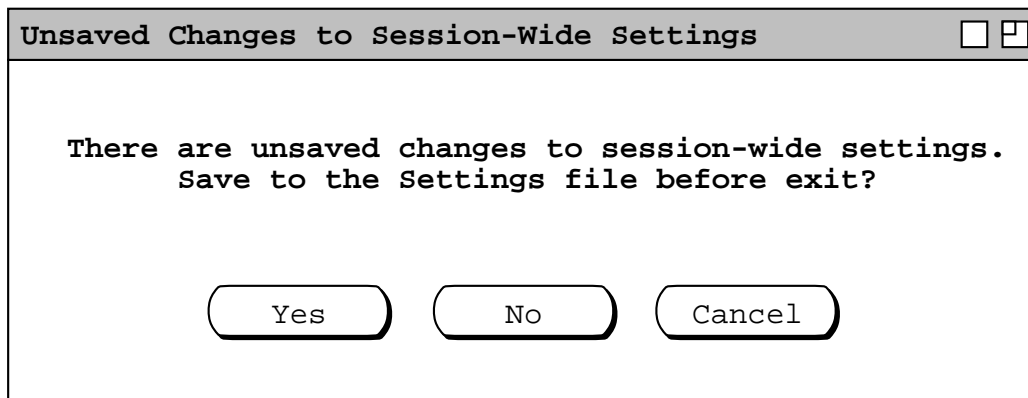 Unsaved Changes to Session-Wide Settings
There are unsaved changes to session-wide settings.
Save to the Settings file before exit?
Yes No Cancel